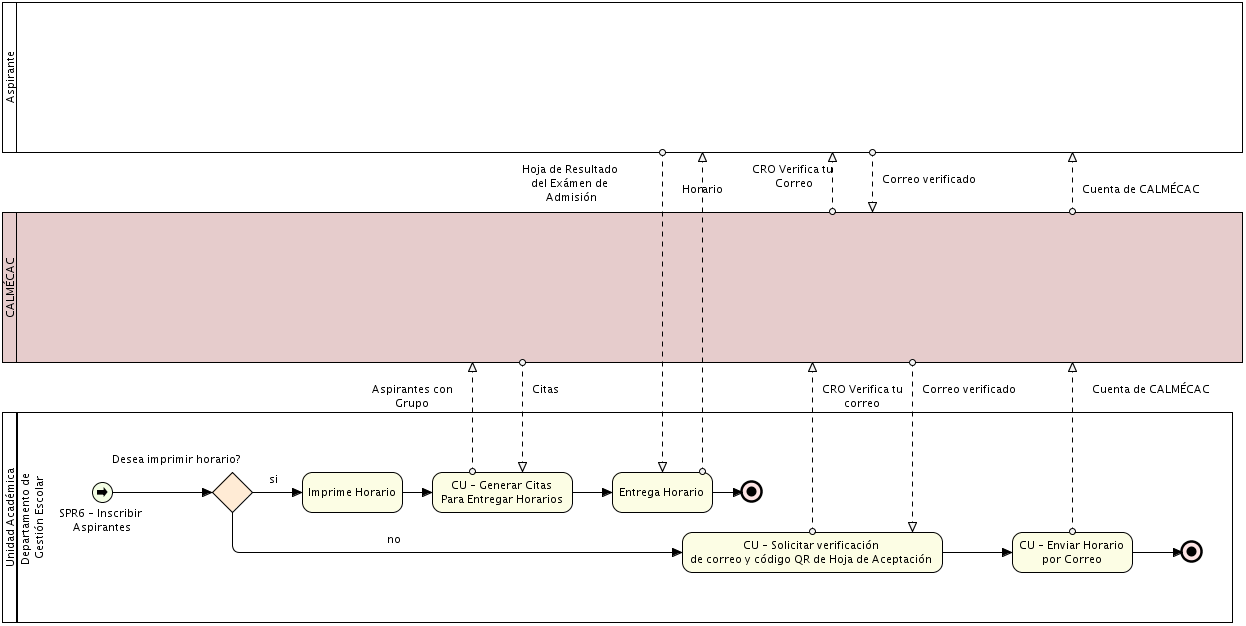 Aspirante
Hoja de Resultado
del Exámen de
Admisión
Horario
CRO Verifica tu
Correo
Correo verificado
Cuenta de CALMÉCAC
CALMÉCAC
Aspirantes con
Grupo
Citas
CRO Verifica tu
correo
Correo verificado
Cuenta de CALMÉCAC
Unidad Académica
Departamento de
Gestión Escolar
Desea imprimir horario?
si
SPR6 - Inscribir
Aspirantes
Imprime Horario
CU - Generar Citas
Para Entregar Horarios
Entrega Horario
no
CU - Solicitar verificación
de correo y código QR de Hoja de Aceptación
CU - Enviar Horario
por Correo